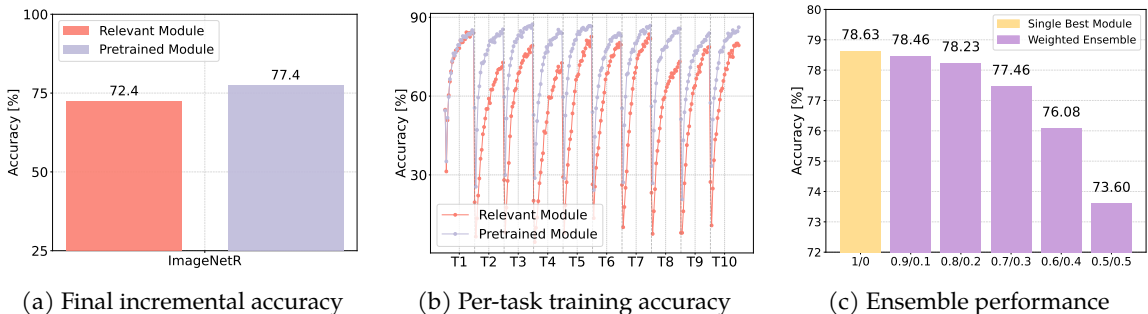 Accuracy [%]
100
75
50
25
Relevant Module
Pretrained Module
72.4
77.4
ImageNetR
(a) Final incremental accuracy
Accuracy [%]
90
60
30
Relevant Module
Pretrained Module
T1 T2 T3 T4 T5 T6 T7 T8 T9 T10
(b) Per-task training accuracy
Accuracy [%]
80
79
78
77
76
75
74
73
72
Single Best Module
Weighted Ensemble
78.63
78.46
78.23
77.46
76.08
73.60
1/0 0.9/0.1 0.8/0.2 0.7/0.3 0.6/0.4 0.5/0.5
(c) Ensemble performance